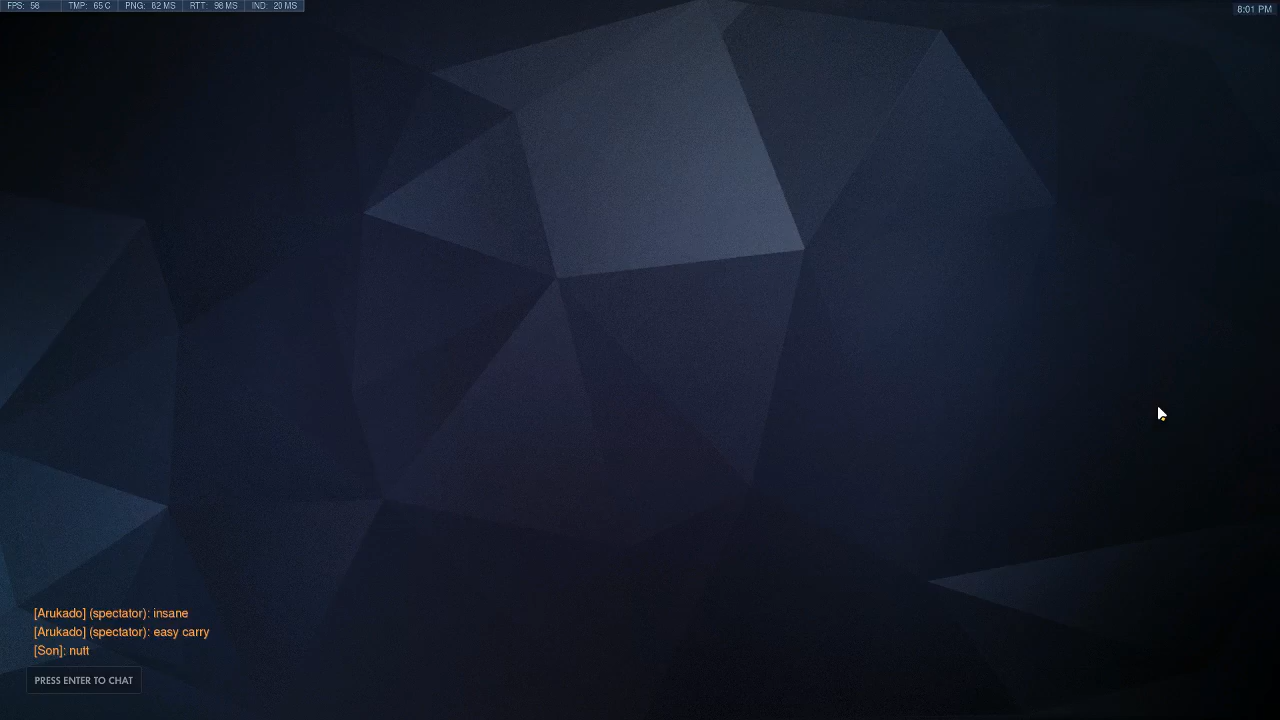 FPS: 58 TMP: 65 C PNG: 82 MS RTT: 98 MS IND: 20 MS
8:01 PM
[Arukado] (spectator): insane
[Arukado] (spectator): easy carry
[Son]: nutt
PRESS ENTER TO CHAT